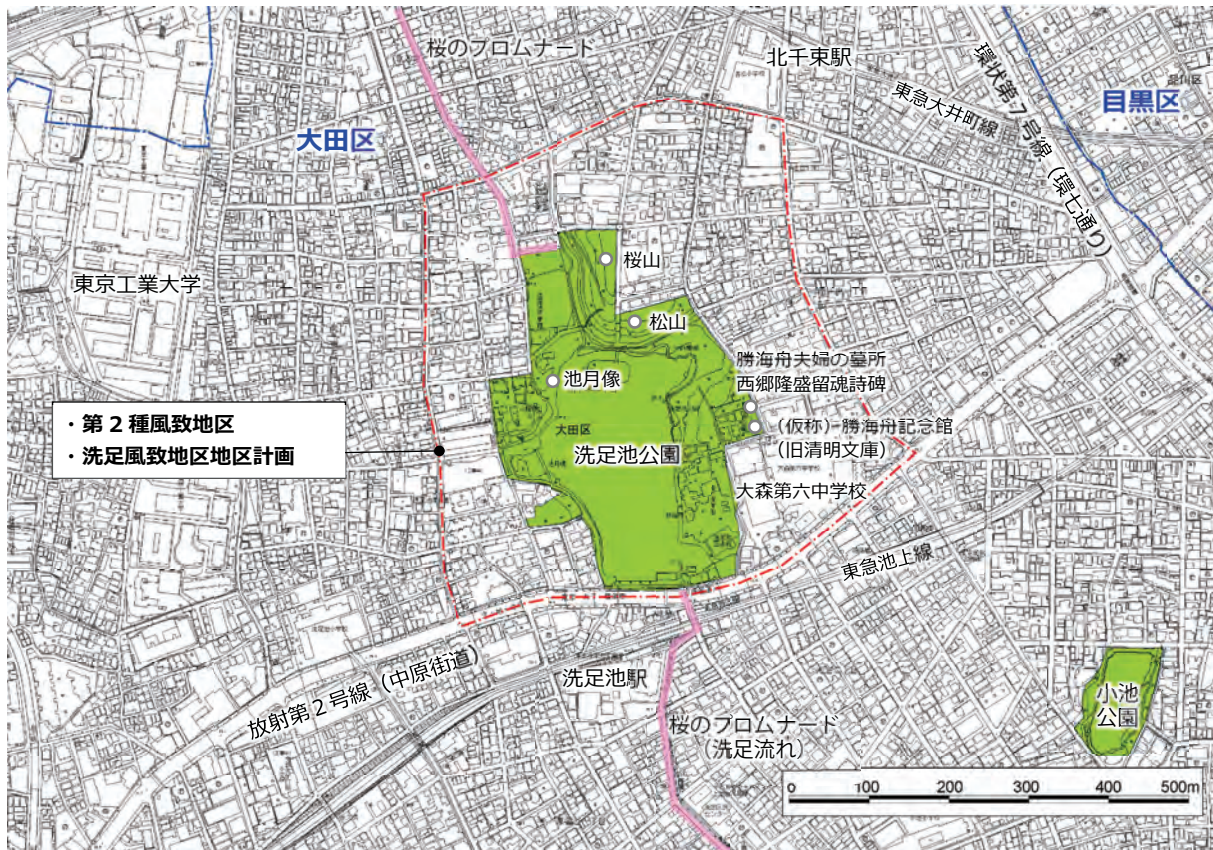 桜のプロムナード
北千束駅
環状第7号線（環七通り）
品川区
東急大井町線
目黒区
大田区
東京工業大学
桜山
松山
池月像
勝海舟夫婦の墓所
西郷隆盛留魂詩碑
（仮称）勝海舟記念館
（旧清明文庫）
・第２種風致地区
・洗足風致地区地区計画
大田区
洗足池公園
大森第六中学校
東急池上線
放射第２号線（中原街道）
洗足池駅
桜のプロムナード
（洗足流れ）
小池
公園
0 100 200 300 400 500m